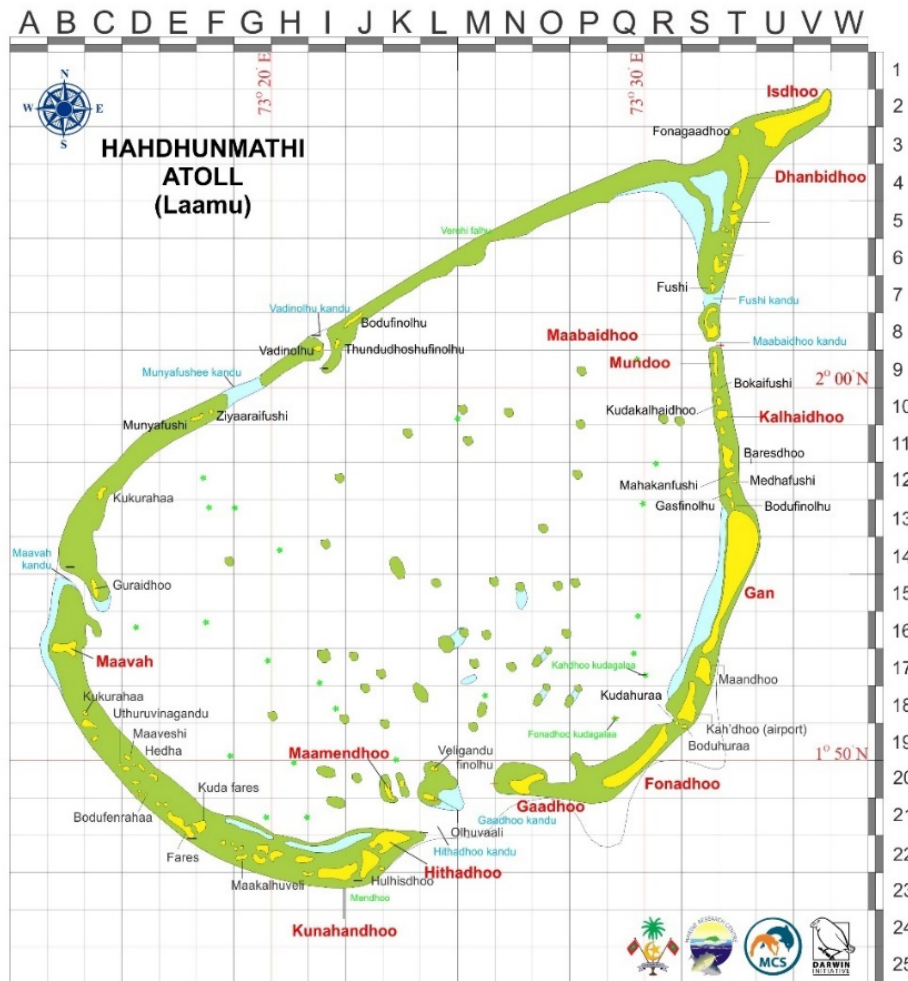 A B C D E F G H I J K L M N O P Q R S T U V W
1
2
3
4
5
6
7
8
9
10
11
12
13
14
15
16
17
18
19
20
21
22
23
24
25
N
W E
S
HAHDHUNMATHI
ATOLL
(Laamu)
73° 20' E
73° 30' E
Isdhoo
Fonagaadhoo
Dhanbidhoo
Verehi falhu
Fushi
Fushi kandu
Vadinolhu kandu
Bodufinolhu
Vadinolhu
Thundudhoshufinolhu
Maabaidhoo
Maabaidhoo kandu
Mundoo
Munyafushee kandu
2° 00' N
Bokaifushi
Kudakalhaidhoo
Kalhaidhoo
Munyafushi
Ziyaaraifushi
Baresdhoo
Mahakanfushi
Medhafushi
Gasfinolhu
Bodufinolhu
Kukurahaa
Maavah
kandu
Guraidhoo
Gan
Maavah
Kahdhoo kudagalaa
Maandhoo
Kukurahaa
Uthuruvinagandu
Maaveshi
Hedha
Kudahuraa
Fonadhoo kudagalaa
Kah'dhoo (airport)
Boduhuraa
1° 50' N
Maamendhoo
Veligandu
finolhu
Kuda fares
Gaadhoo
Fonadhoo
Bodufenrahaa
Gaadhoo kandu
Olhuvaali
Hithadhoo kandu
Fares
Hithadhoo
Maakalhuveli
Hulhisdhoo
Mendhoo
Kunahandhoo
MARINE RESEARCH CENTRE
MCS
DARWIN
INITIATIVE